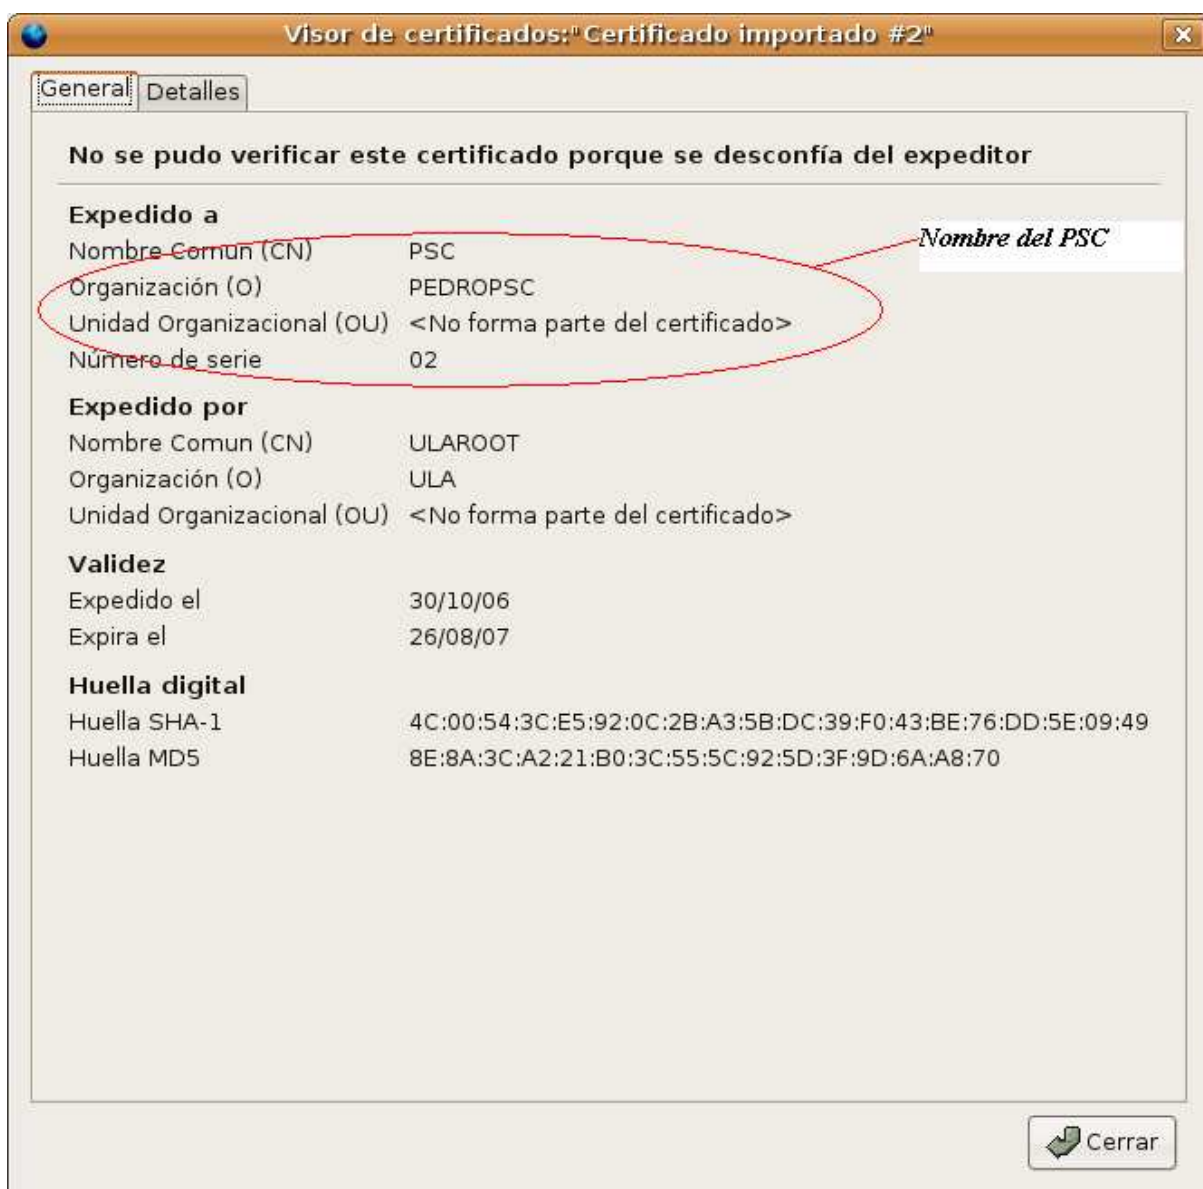 Visor de certificados:"Certificado importado #2"
General Detalles
No se pudo verificar este certificado porque se desconfía del expeditor
Expedido a
Nombre Comun (CN) PSC
Nombre del PSC
Organización (O) PEDROPSC
Unidad Organizacional (OU) <No forma parte del certificado>
Número de serie 02
Expedido por
Nombre Comun (CN) ULAROOT
Organización (O) ULA
Unidad Organizacional (OU) <No forma parte del certificado>
Validez
Expedido el 30/10/06
Expira el 26/08/07
Huella digital
Huella SHA-1 4C:00:54:3C:E5:92:0C:2B:A3:5B:DC:39:F0:43:BE:76:DD:5E:09:49
Huella MD5 8E:8A:3C:A2:21:B0:3C:55:5C:92:5D:3F:9D:6A:A8:70
Cerrar